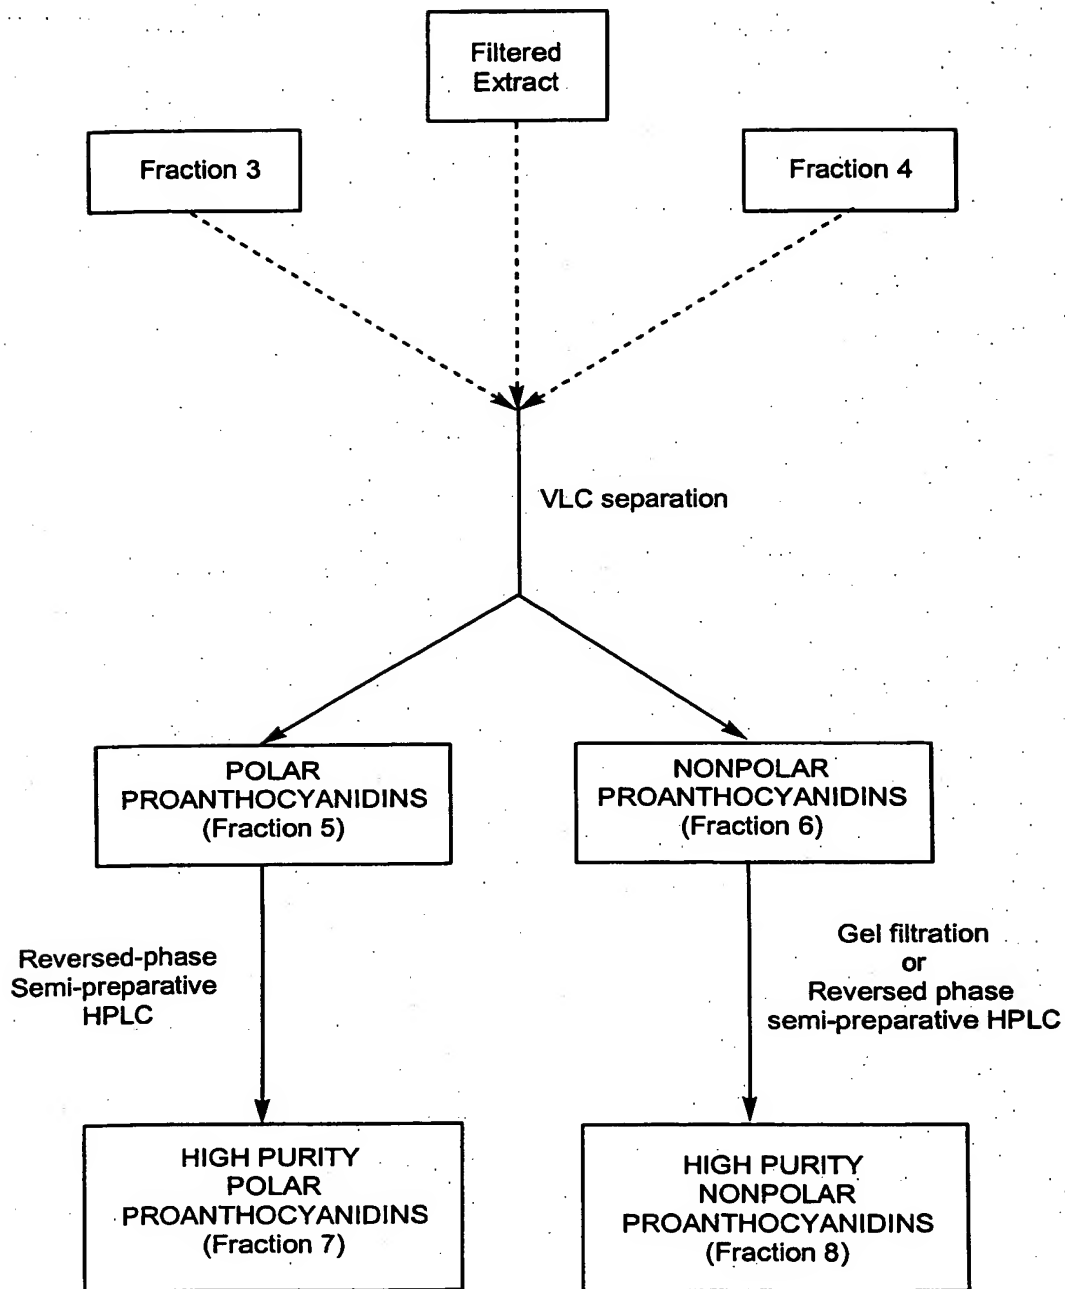 Filtered
Extract
Fraction 3
Fraction 4
VLC separation
POLAR
PROANTHOCYANIDINS
(Fraction 5)
NONPOLAR
PROANTHOCYANIDINS
(Fraction 6)
Reversed-phase
Semi-preparative
HPLC
Gel filtration
or
Reversed phase
semi-preparative HPLC
HIGH PURITY
POLAR
PROANTHOCYANIDINS
(Fraction 7)
HIGH PURITY
NONPOLAR
PROANTHOCYANIDINS
(Fraction 8)